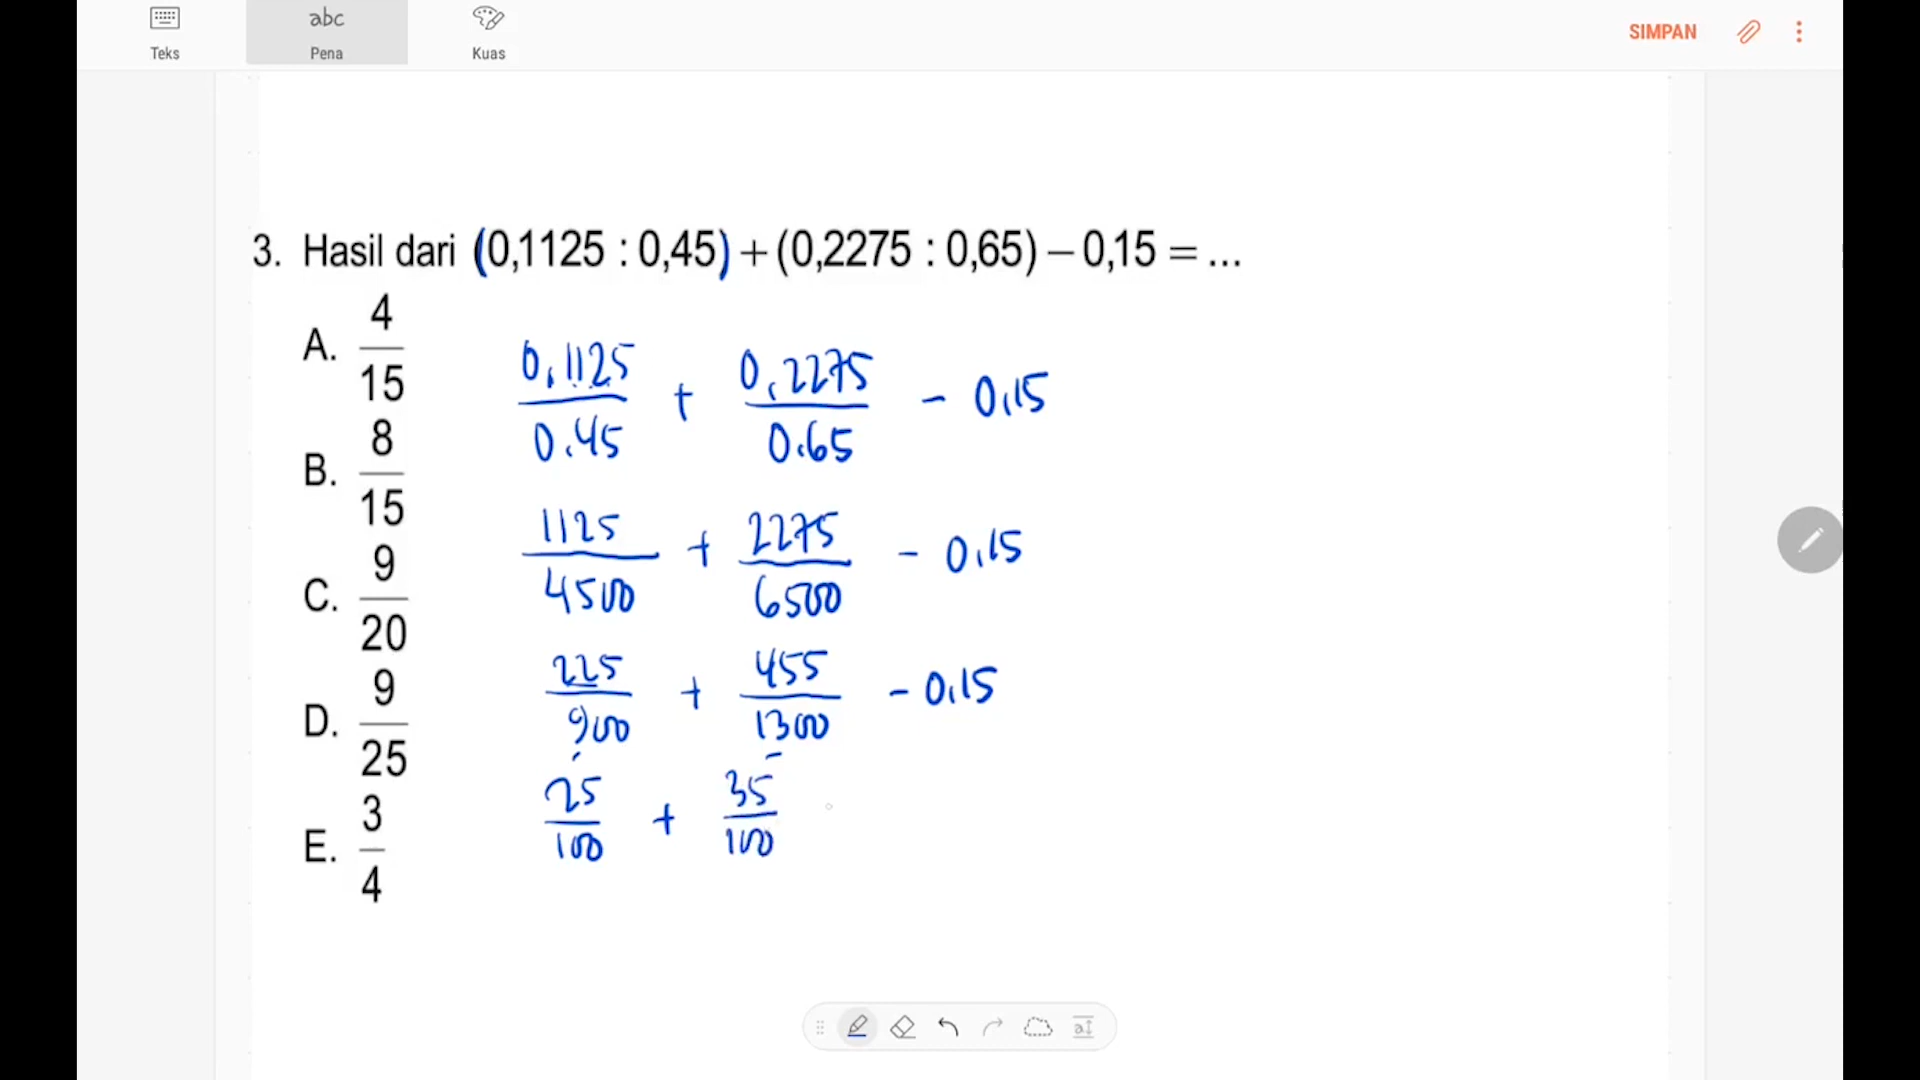 Teks
abc
Pena
Kuas
SIMPAN
3. Hasil dari (0,1125 : 0,45) + (0,2275 : 0,65) – 0,15 = ...
A. 4/15
B. 8/15
C. 9/20
D. 9/25
E. 3/4
0,1125/0.45 + 0,2275/0.65 - 0,15
1125/4500 + 2275/6500 - 0,15
225/900 + 455/1300 - 0,15
25/100 + 35/100